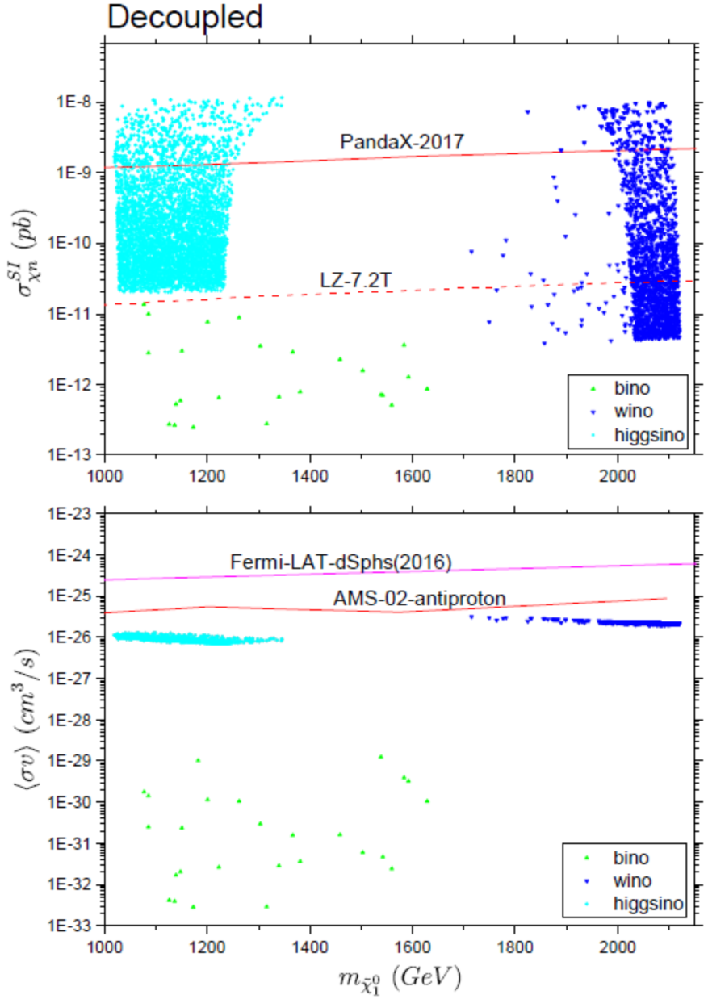 Decoupled
1E-8
1E-9
1E-10
1E-11
1E-12
1E-13
σ^{SI}_{χn} (pb)
PandaX-2017
LZ-7.2T
bino
wino
higgsino
1000 1200 1400 1600 1800 2000
1E-23
1E-24
1E-25
1E-26
1E-27
1E-28
1E-29
1E-30
1E-31
1E-32
1E-33
⟨σv⟩ (cm³/s)
Fermi-LAT-dSphs(2016)
AMS-02-antiproton
bino
wino
higgsino
1000 1200 1400 1600 1800 2000
m_{χ̃⁰₁} (GeV)